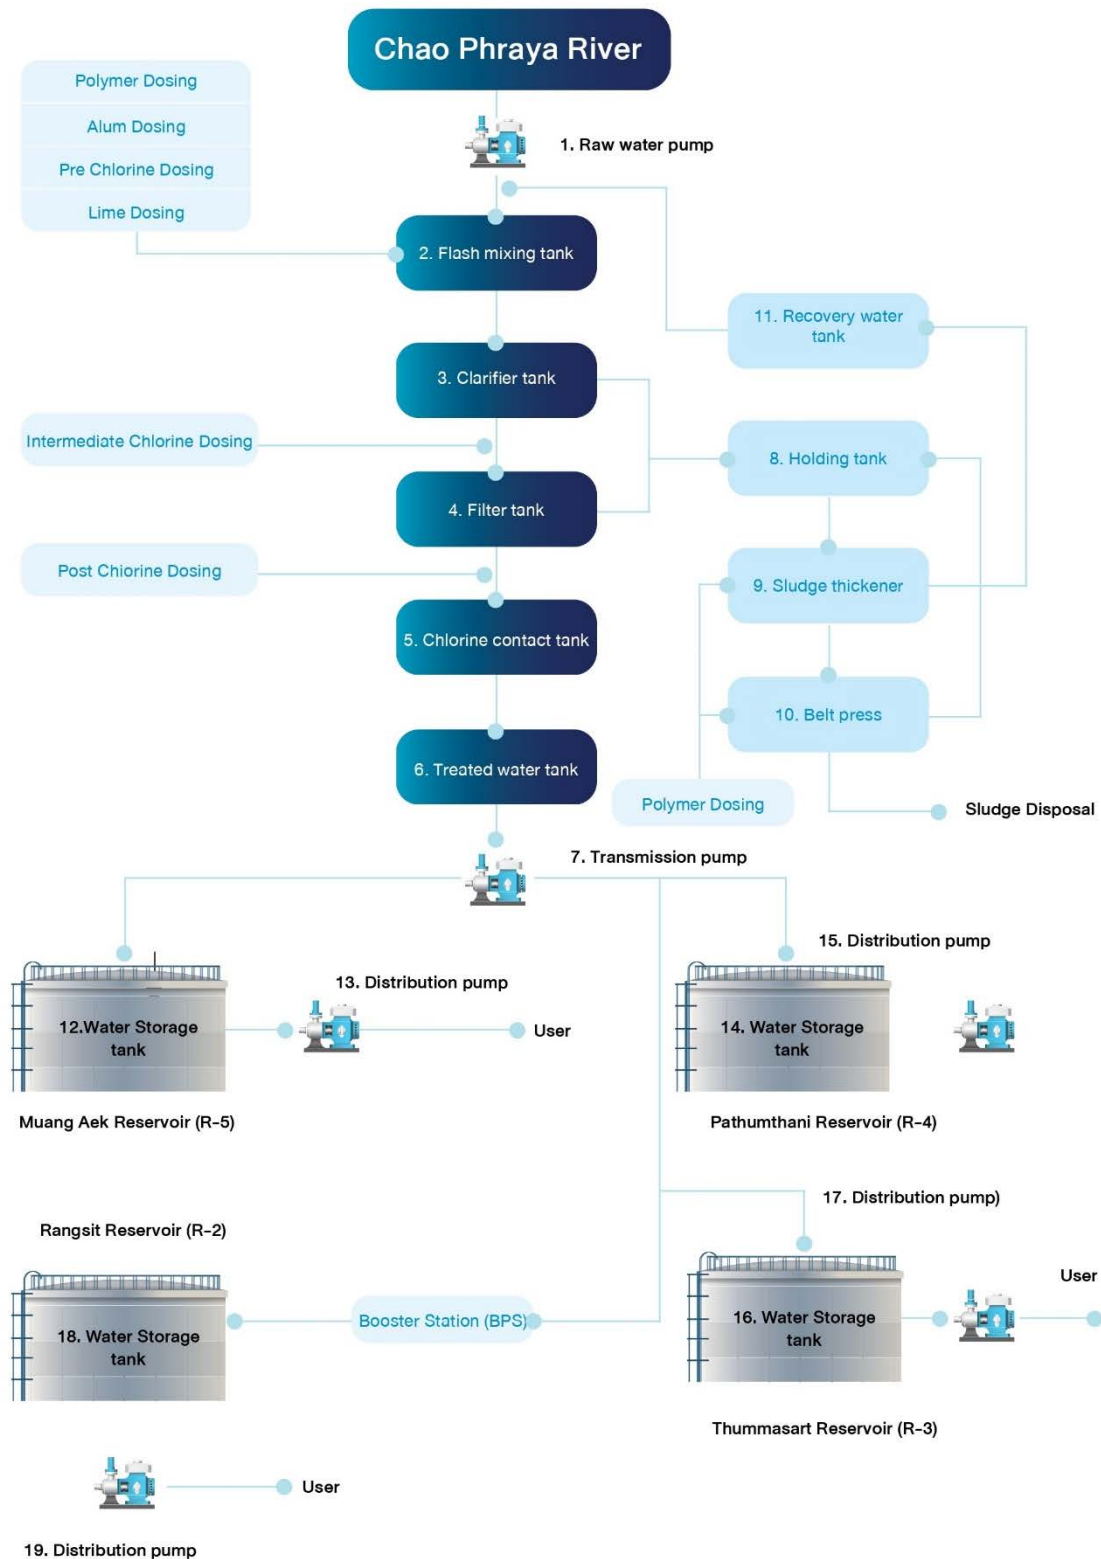 Chao Phraya River
Polymer Dosing
Alum Dosing
Pre Chlorine Dosing
Lime Dosing
1. Raw water pump
2. Flash mixing tank
11. Recovery water
tank
3. Clarifier tank
Intermediate Chlorine Dosing
8. Holding tank
4. Filter tank
Post Chiorine Dosing
9. Sludge thickener
5. Chlorine contact tank
10. Belt press
6. Treated water tank
Polymer Dosing
Sludge Disposal
7. Transmission pump
15. Distribution pump
13. Distribution pump
12.Water Storage
tank
User
14. Water Storage
tank
Muang Aek Reservoir (R-5)
Pathumthani Reservoir (R-4)
17. Distribution pump)
Rangsit Reservoir (R-2)
User
18. Water Storage
tank
Booster Station (BPS)
16. Water Storage
tank
Thummasart Reservoir (R-3)
User
19. Distribution pump